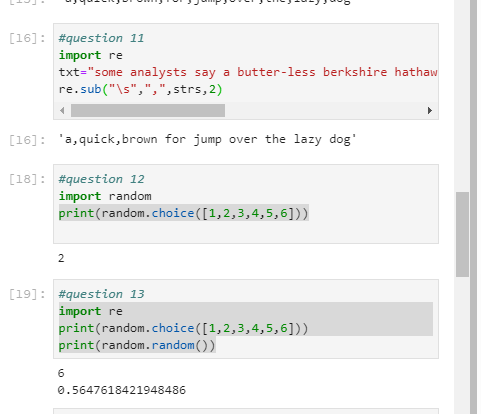 'a,quick,brown,for,jump,over,the,lazy,dog'
[16]:
#question 11
import re
txt="some analysts say a butter-less berkshire hathaw
re.sub("\s",",",strs,2)
[16]: 'a,quick,brown for jump over the lazy dog'
[18]:
#question 12
import random
print(random.choice([1,2,3,4,5,6]))
2
[19]:
#question 13
import re
print(random.choice([1,2,3,4,5,6]))
print(random.random())
6
0.5647618421948486